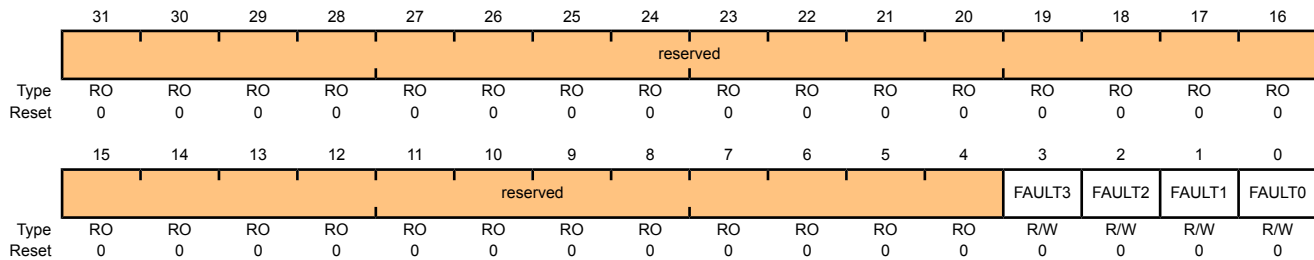 31 30 29 28 27 26 25 24 23 22 21 20 19 18 17 16
reserved
Type RO RO RO RO RO RO RO RO RO RO RO RO RO RO RO RO
Reset 0 0 0 0 0 0 0 0 0 0 0 0 0 0 0 0
15 14 13 12 11 10 9 8 7 6 5 4 3 2 1 0
reserved FAULT3 FAULT2 FAULT1 FAULT0
Type RO RO RO RO RO RO RO RO RO RO RO RO R/W R/W R/W R/W
Reset 0 0 0 0 0 0 0 0 0 0 0 0 0 0 0 0